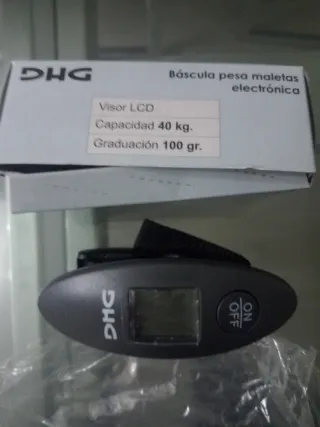 DHG
Báscula pesa maletas
electrónica
Visor LCD
Capacidad 40 kg.
Graduación 100 gr.
DHG
ON
OFF